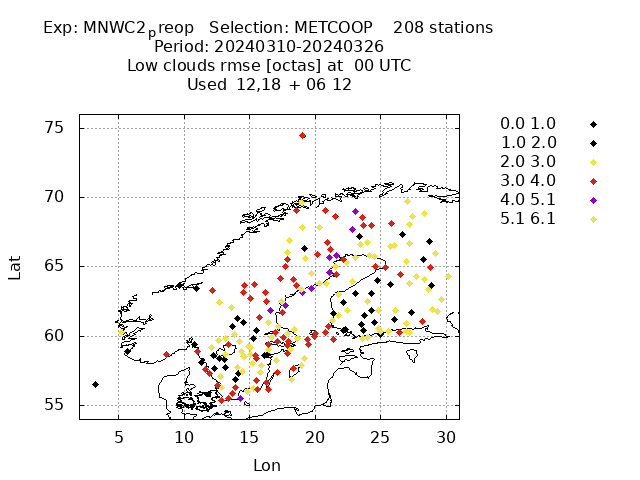 Exp: MNWC2preop Selection: METCOOP 208 stations
Period: 20240310-20240326
Low clouds rmse [octas] at 00 UTC
Used 12,18 + 06 12
0.0 1.0
1.0 2.0
2.0 3.0
3.0 4.0
4.0 5.1
5.1 6.1
75
70
65
60
55
Lat
5 10 15 20 25 30
Lon